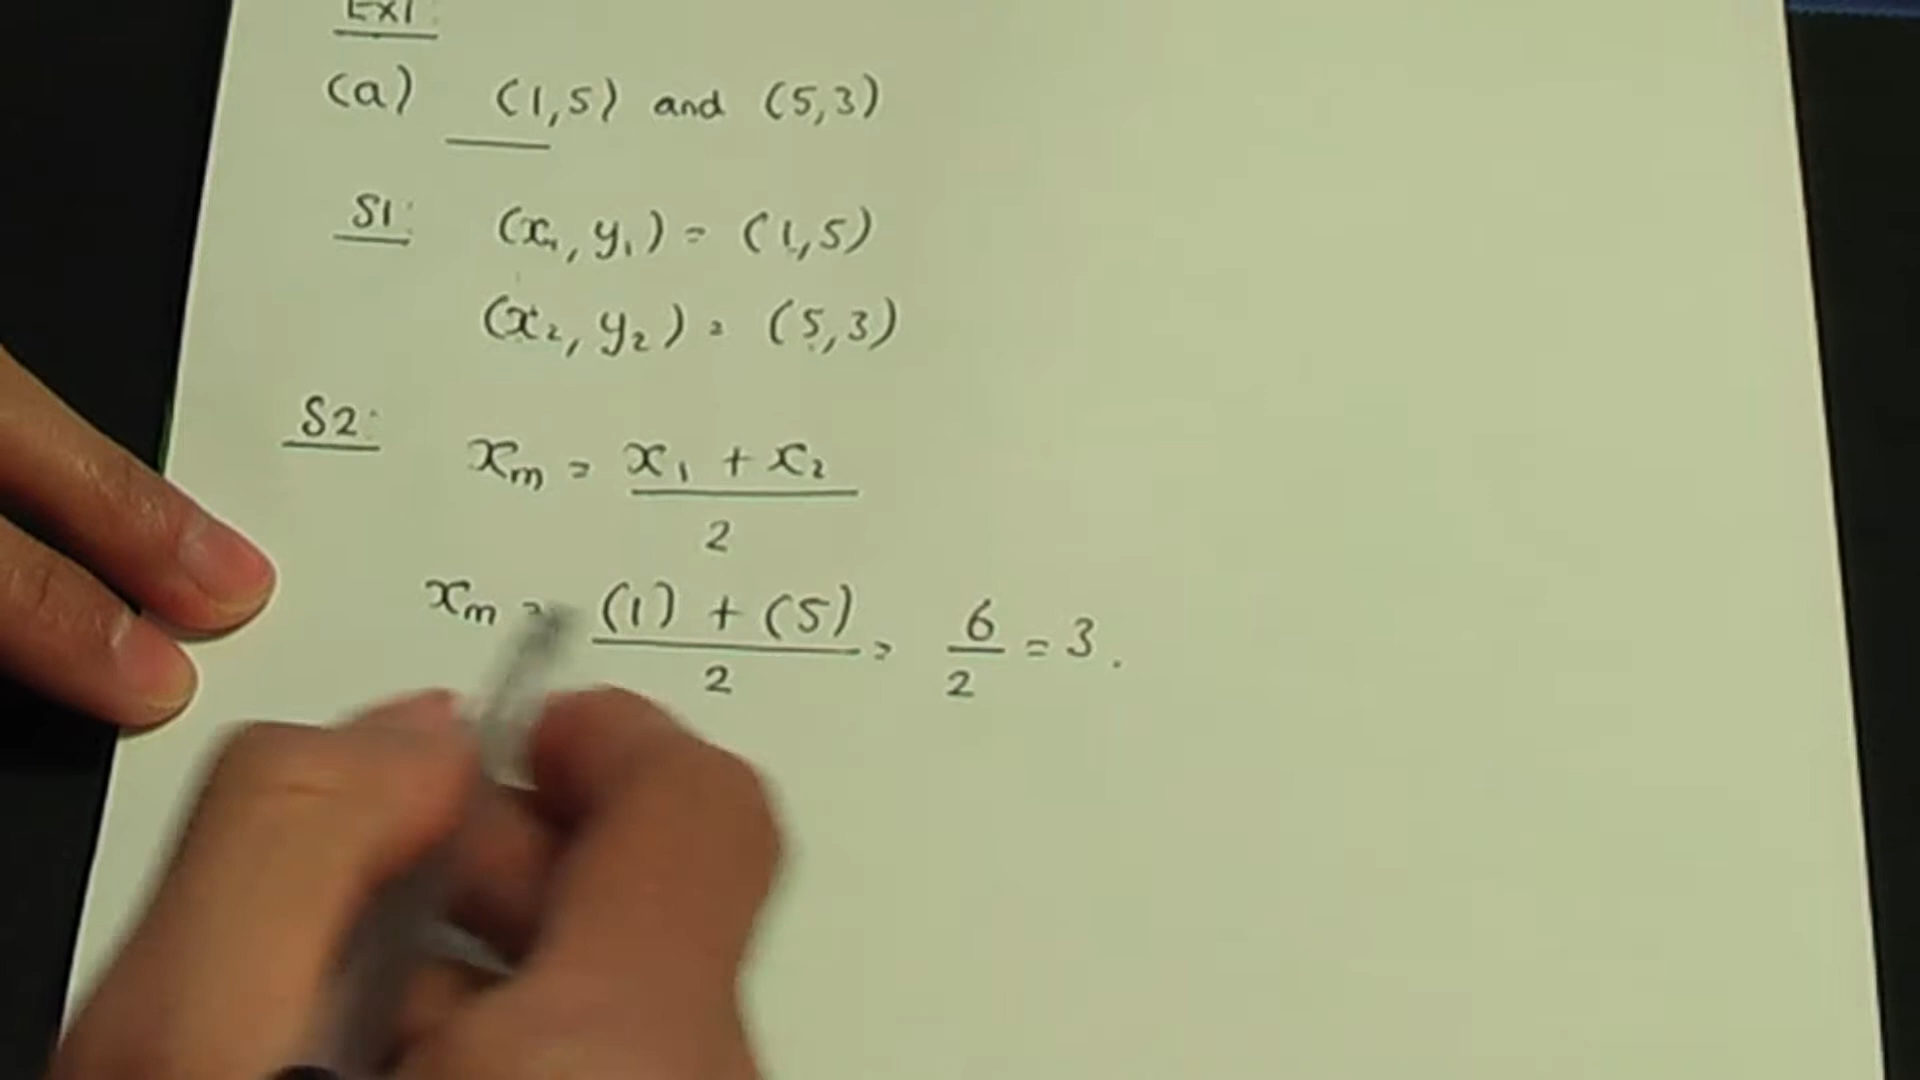 Ex1:
(a) (1,5) and (5,3)
S1: (x₁, y₁) = (1,5)
(x₂, y₂) = (5,3)
S2: xₘ = x₁ + x₂
2
xₘ = (1) + (5) = 6 = 3.
2 2